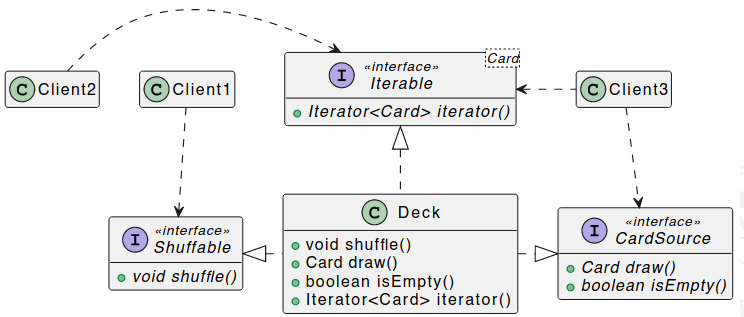 Card
«interface»
Iterable
Iterator<Card> iterator()
C Client2
C Client1
C Client3
I
C Deck
void shuffle()
Card draw()
boolean isEmpty()
Iterator<Card> iterator()
I
«interface»
Shuffable
void shuffle()
I
«interface»
CardSource
Card draw()
boolean isEmpty()